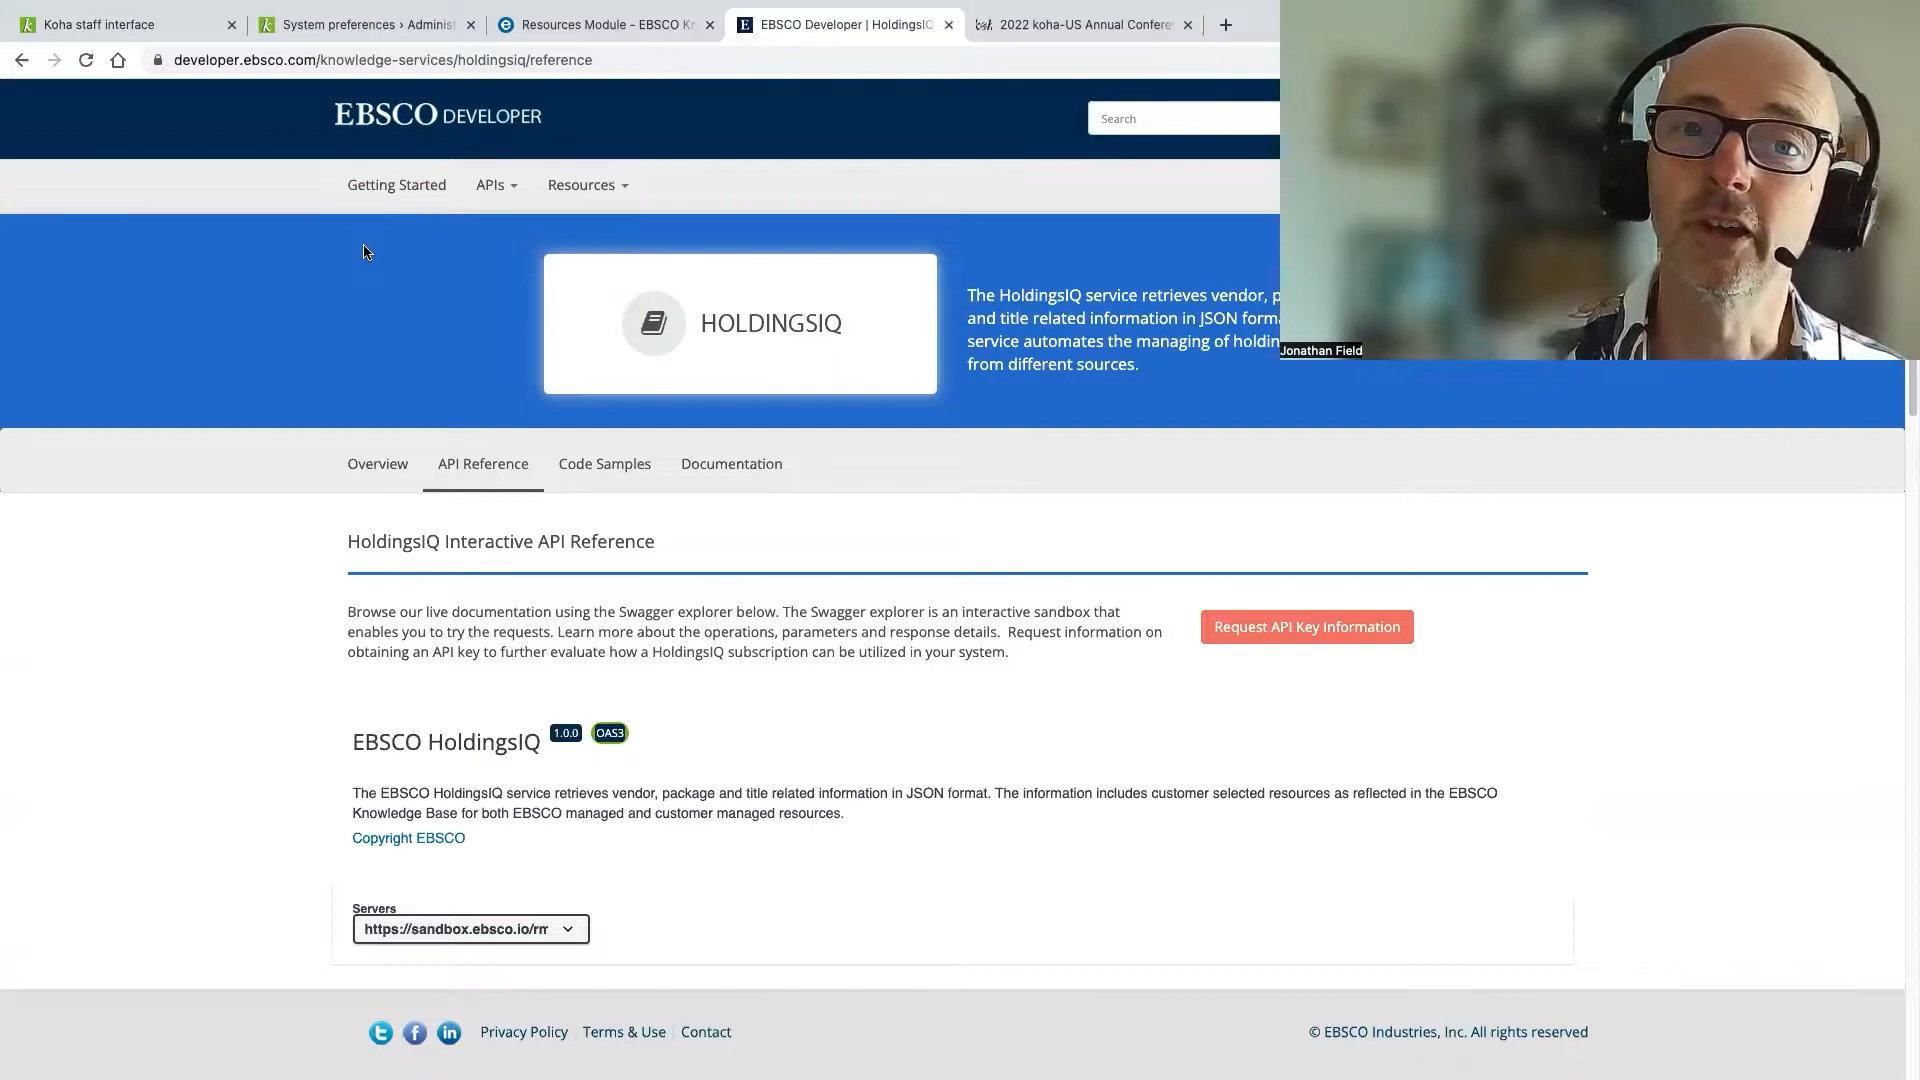 Koha staff interface
System preferences › Administ
Resources Module - EBSCO Kn
EBSCO Developer | HoldingsIQ
2022 koha-US Annual Confere
developer.ebsco.com/knowledge-services/holdingsiq/reference
EBSCO DEVELOPER
Search
Getting Started
APIs
Resources
HOLDINGSIQ
The HoldingsIQ service retrieves vendor, p
and title related information in JSON forma
service automates the managing of holdin
from different sources.
Jonathan Field
Overview
API Reference
Code Samples
Documentation
HoldingsIQ Interactive API Reference
Browse our live documentation using the Swagger explorer below. The Swagger explorer is an interactive sandbox that
enables you to try the requests. Learn more about the operations, parameters and response details. Request information on
obtaining an API key to further evaluate how a HoldingsIQ subscription can be utilized in your system.
Request API Key Information
EBSCO HoldingsIQ 1.0.0 OAS3
The EBSCO HoldingsIQ service retrieves vendor, package and title related information in JSON format. The information includes customer selected resources as reflected in the EBSCO
Knowledge Base for both EBSCO managed and customer managed resources.
Copyright EBSCO
Servers
https://sandbox.ebsco.io/rm
Privacy Policy
Terms & Use
Contact
© EBSCO Industries, Inc. All rights reserved